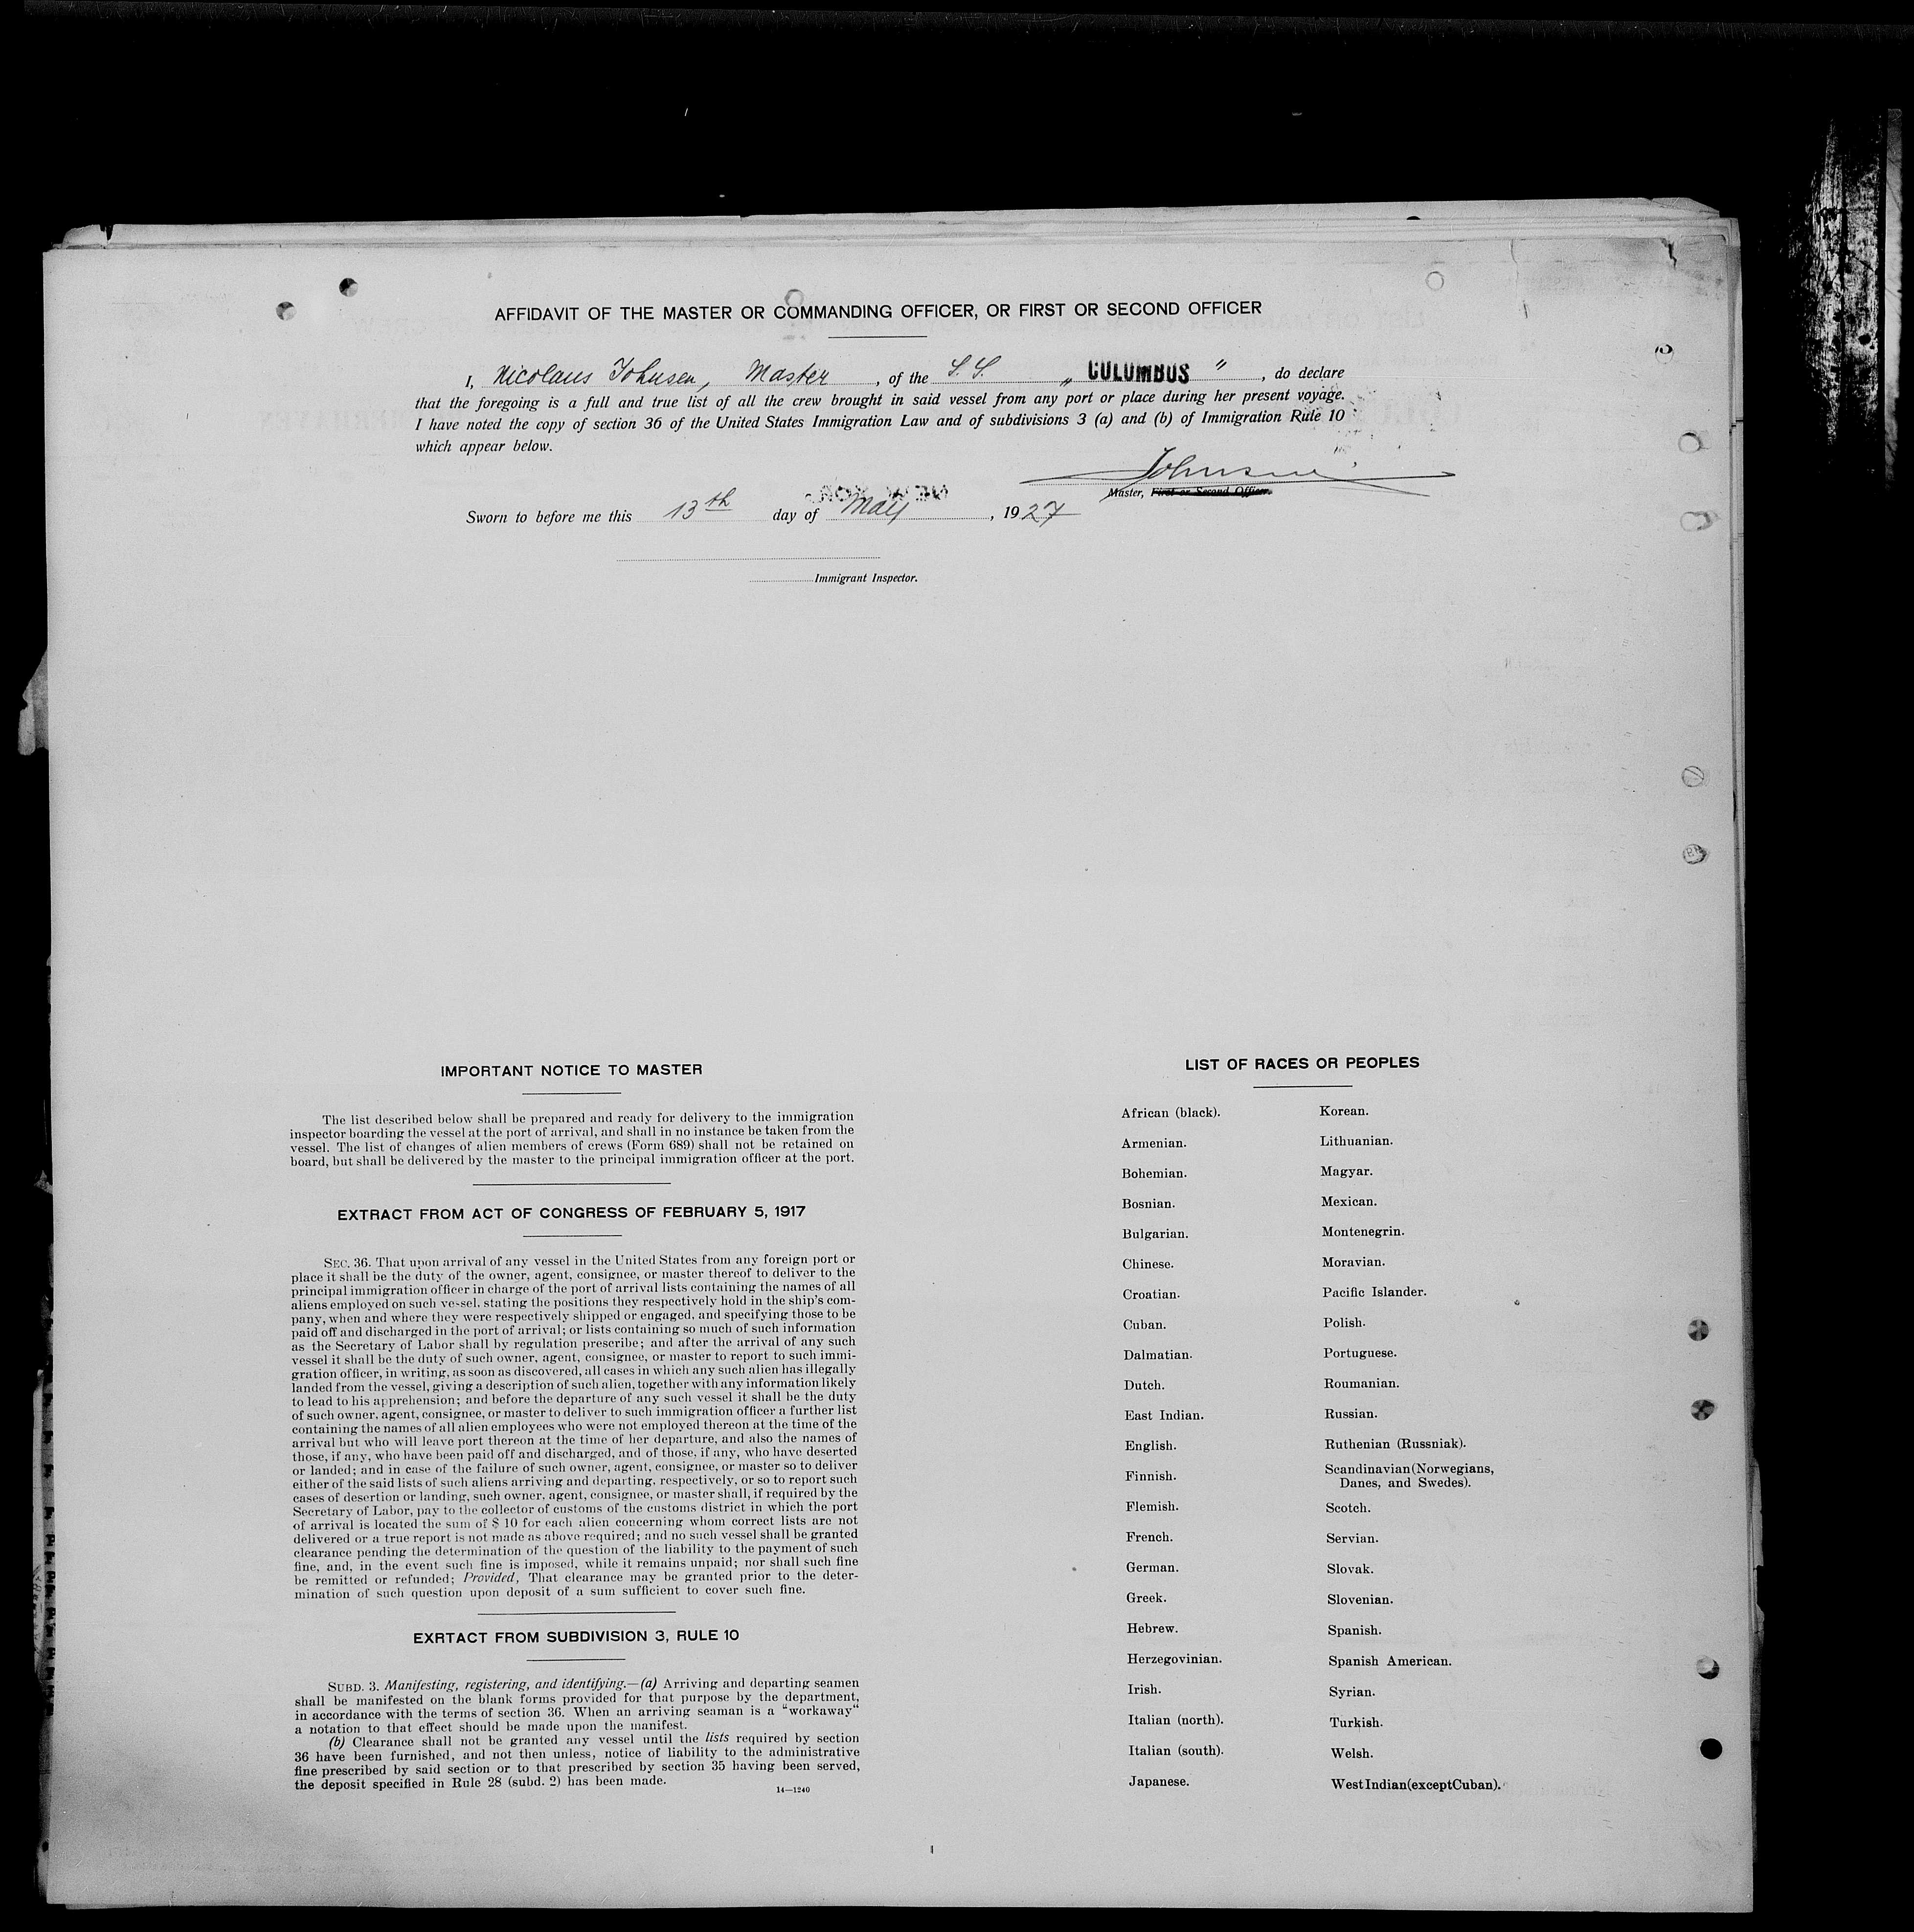 AFFIDAVIT OF THE MASTER OR COMMANDING OFFICER, OR FIRST OR SECOND OFFICER
I, Nicolaus Johnsen, Master, of the S.S. „ COLUMBUS “, do declare
that the foregoing is a full and true list of all the crew brought in said vessel from any port or place during her present voyage.
I have noted the copy of section 36 of the United States Immigration Law and of subdivisions 3 (a) and (b) of Immigration Rule 10
which appear below.
Johnsen
Master, First or Second Officer.
Sworn to before me this 13th day of May, 1927
Immigrant Inspector.
IMPORTANT NOTICE TO MASTER
The list described below shall be prepared and ready for delivery to the immigration
inspector boarding the vessel at the port of arrival, and shall in no instance be taken from the
vessel. The list of changes of alien members of crews (Form 689) shall not be retained on
board, but shall be delivered by the master to the principal immigration officer at the port.
EXTRACT FROM ACT OF CONGRESS OF FEBRUARY 5, 1917
SEC. 36. That upon arrival of any vessel in the United States from any foreign port or
place it shall be the duty of the owner, agent, consignee, or master thereof to deliver to the
principal immigration officer in charge of the port of arrival lists containing the names of all
aliens employed on such vessel, stating the positions they respectively hold in the ship's com-
pany, when and where they were respectively shipped or engaged, and specifying those to be
paid off and discharged in the port of arrival; or lists containing so much of such information
as the Secretary of Labor shall by regulation prescribe; and after the arrival of any such
vessel it shall be the duty of such owner, agent, consignee, or master to report to such immi-
gration officer, in writing, as soon as discovered, all cases in which any such alien has illegally
landed from the vessel, giving a description of such alien, together with any information likely
to lead to his apprehension; and before the departure of any such vessel it shall be the duty
of such owner, agent, consignee, or master to deliver to such immigration officer a further list
containing the names of all alien employees who were not employed thereon at the time of the
arrival but who will leave port thereon at the time of her departure, and also the names of
those, if any, who have been paid off and discharged, and of those, if any, who have deserted
or landed; and in case of the failure of such owner, agent, consignee, or master so to deliver
either of the said lists of such aliens arriving and departing, respectively, or so to report such
cases of desertion or landing, such owner, agent, consignee, or master shall, if required by the
Secretary of Labor, pay to the collector of customs of the customs district in which the port
of arrival is located the sum of $ 10 for each alien concerning whom correct lists are not
delivered or a true report is not made as above required; and no such vessel shall be granted
clearance pending the determination of the question of the liability to the payment of such
fine, and, in the event such fine is imposed, while it remains unpaid; nor shall such fine
be remitted or refunded; Provided, That clearance may be granted prior to the deter-
mination of such question upon deposit of a sum sufficient to cover such fine.
EXRTACT FROM SUBDIVISION 3, RULE 10
SUBD. 3. Manifesting, registering, and identifying.—(a) Arriving and departing seamen
shall be manifested on the blank forms provided for that purpose by the department,
in accordance with the terms of section 36. When an arriving seaman is a “workaway“
a notation to that effect should be made upon the manifest.
(b) Clearance shall not be granted any vessel until the lists required by section
36 have been furnished, and not then unless, notice of liability to the administrative
fine prescribed by said section or to that prescribed by section 35 having been served,
the deposit specified in Rule 28 (subd. 2) has been made.
14—1240
LIST OF RACES OR PEOPLES
African (black).
Armenian.
Bohemian.
Bosnian.
Bulgarian.
Chinese.
Croatian.
Cuban.
Dalmatian.
Dutch.
East Indian.
English.
Finnish.
Flemish.
French.
German.
Greek.
Hebrew.
Herzegovinian.
Irish.
Italian (north).
Italian (south).
Japanese.
Korean.
Lithuanian.
Magyar.
Mexican.
Montenegrin.
Moravian.
Pacific Islander.
Polish.
Portuguese.
Roumanian.
Russian.
Ruthenian (Russniak).
Scandinavian (Norwegians,
Danes, and Swedes).
Scotch.
Servian.
Slovak.
Slovenian.
Spanish.
Spanish American.
Syrian.
Turkish.
Welsh.
West Indian (except Cuban).